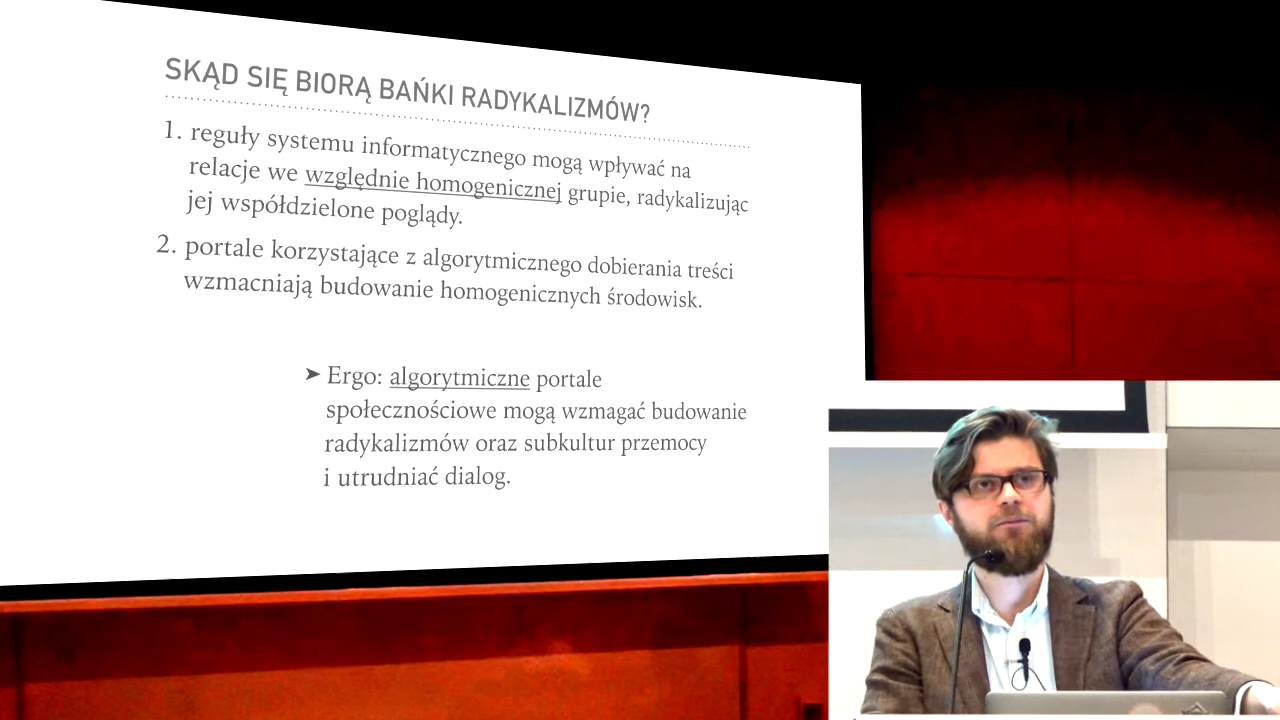 SKĄD SIĘ BIORĄ BAŃKI RADYKALIZMÓW?
1. reguły systemu informatycznego mogą wpływać na
relacje we względnie homogenicznej grupie, radykalizując
jej współdzielone poglądy.
2. portale korzystające z algorytmicznego dobierania treści
wzmacniają budowanie homogenicznych środowisk.
➤ Ergo: algorytmiczne portale
społecznościowe mogą wzmagać budowanie
radykalizmów oraz subkultur przemocy
i utrudniać dialog.